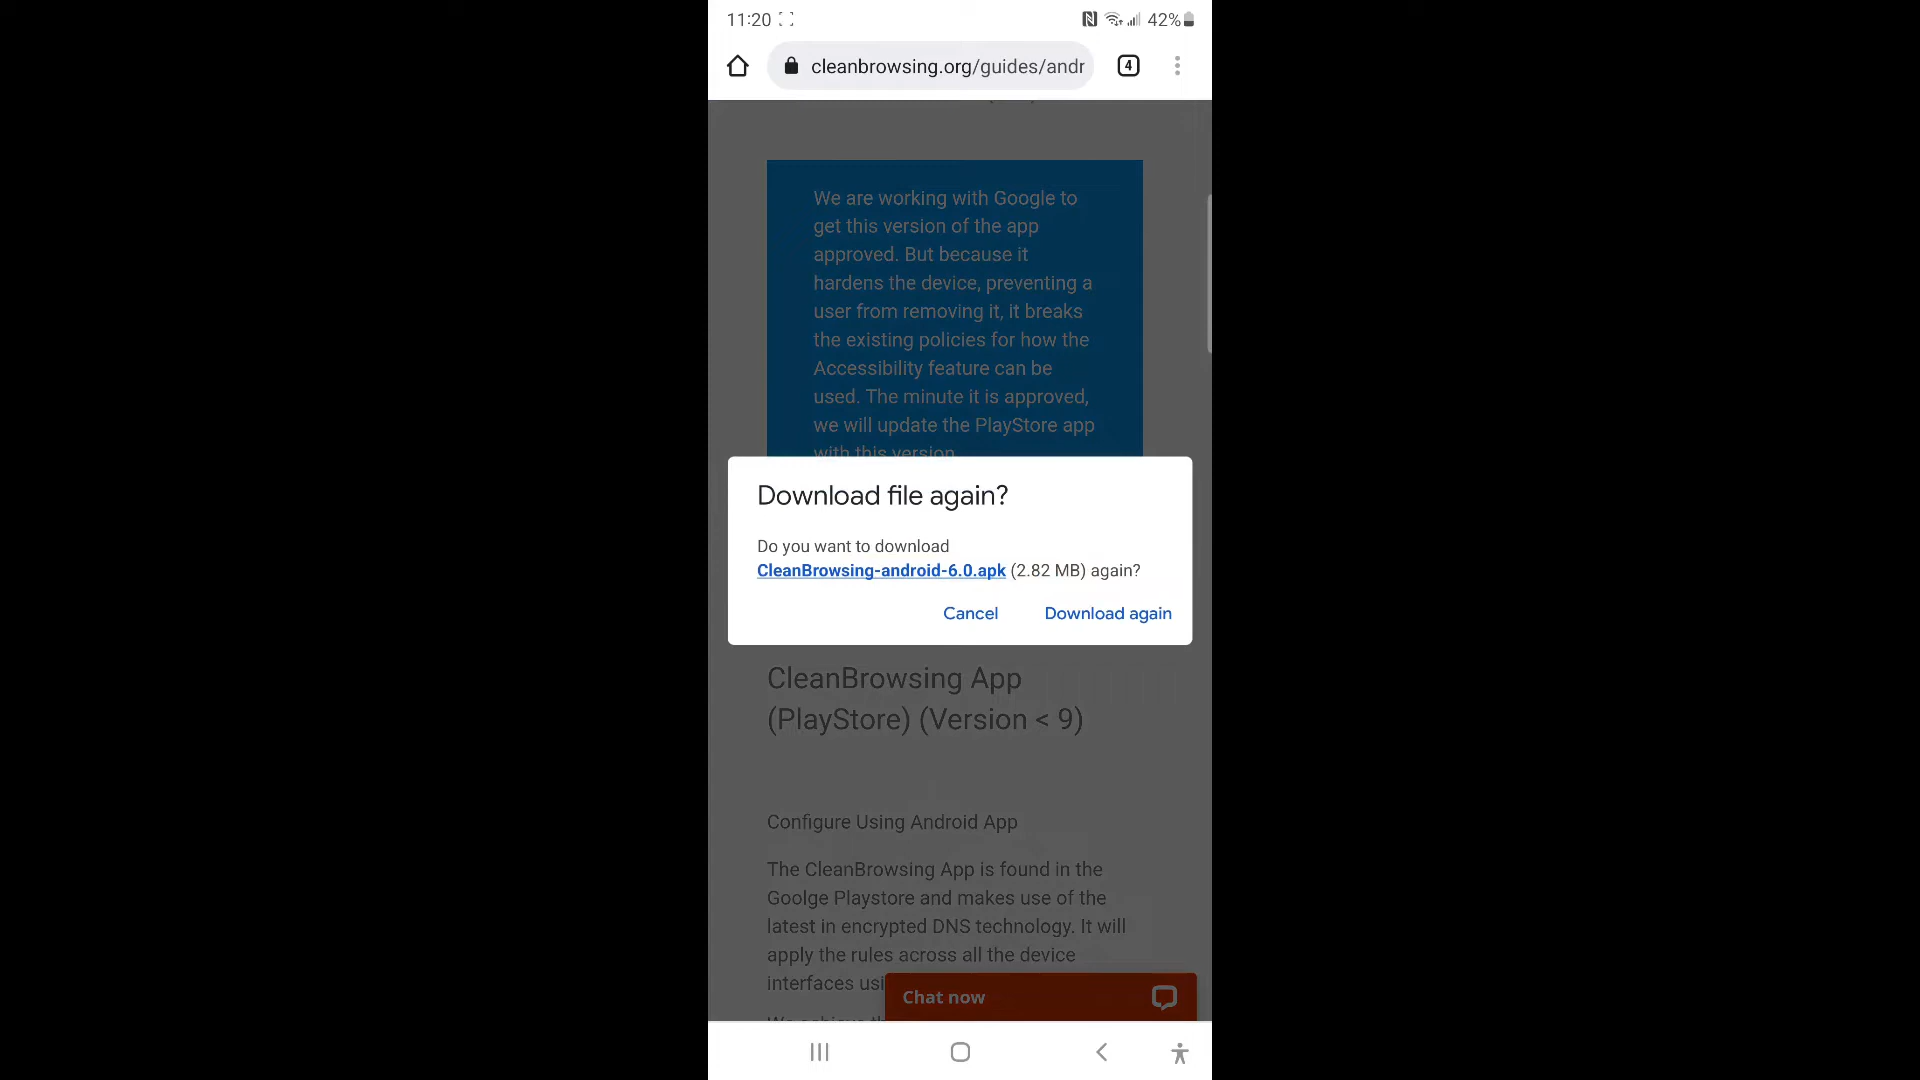 11:20
42%
cleanbrowsing.org/guides/andr
4
We are working with Google to
get this version of the app
approved. But because it
hardens the device, preventing a
user from removing it, it breaks
the existing policies for how the
Accessibility feature can be
used. The minute it is approved,
we will update the PlayStore app
with this version.
Download file again?
Do you want to download
CleanBrowsing-android-6.0.apk (2.82 MB) again?
Cancel Download again
CleanBrowsing App
(PlayStore) (Version < 9)
Configure Using Android App
The CleanBrowsing App is found in the
Goolge Playstore and makes use of the
latest in encrypted DNS technology. It will
apply the rules across all the device
interfaces usi
Chat now